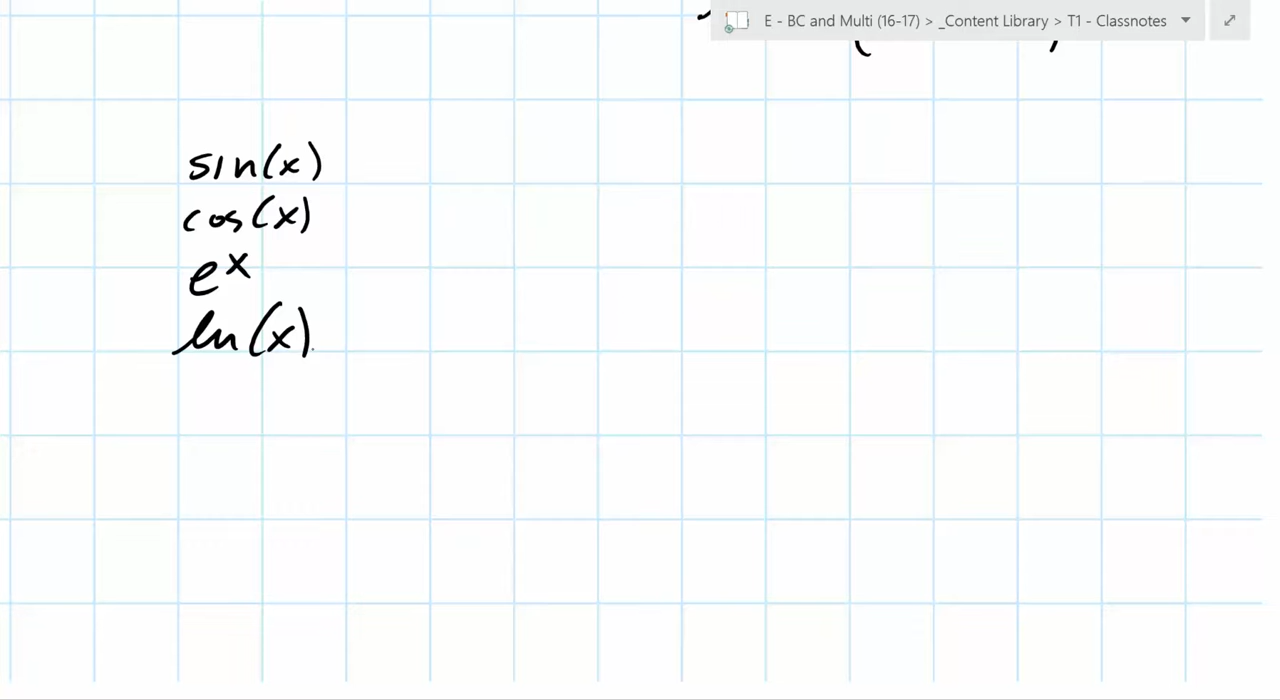 E - BC and Multi (16-17) > _Content Library > T1 - Classnotes
sin(x)
cos(x)
e^x
ln(x)